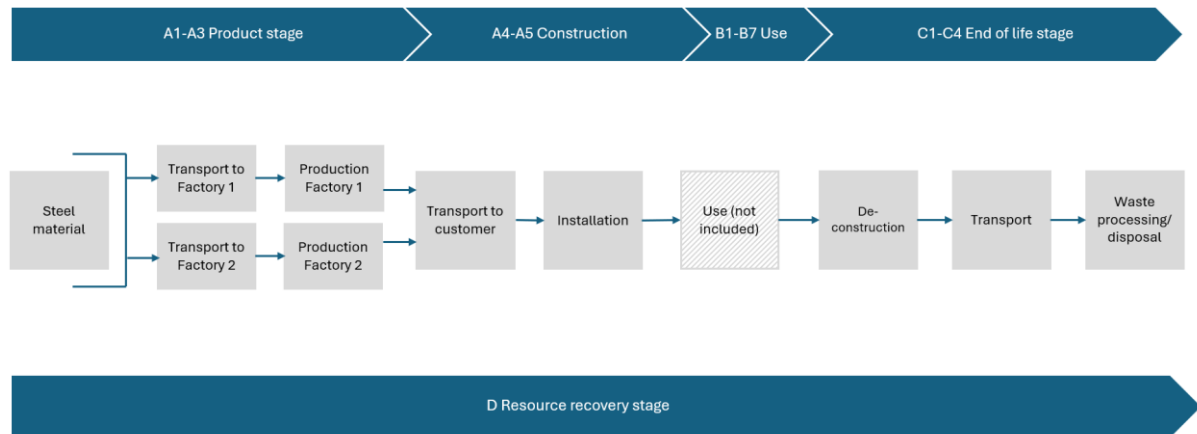 A1-A3 Product stage
A4-A5 Construction
B1-B7 Use
C1-C4 End of life stage
Steel
material
Transport to
Factory 1
Production
Factory 1
Transport to
Factory 2
Production
Factory 2
Transport to
customer
Installation
Use (not
included)
De-
construction
Transport
Waste
processing/
disposal
D Resource recovery stage